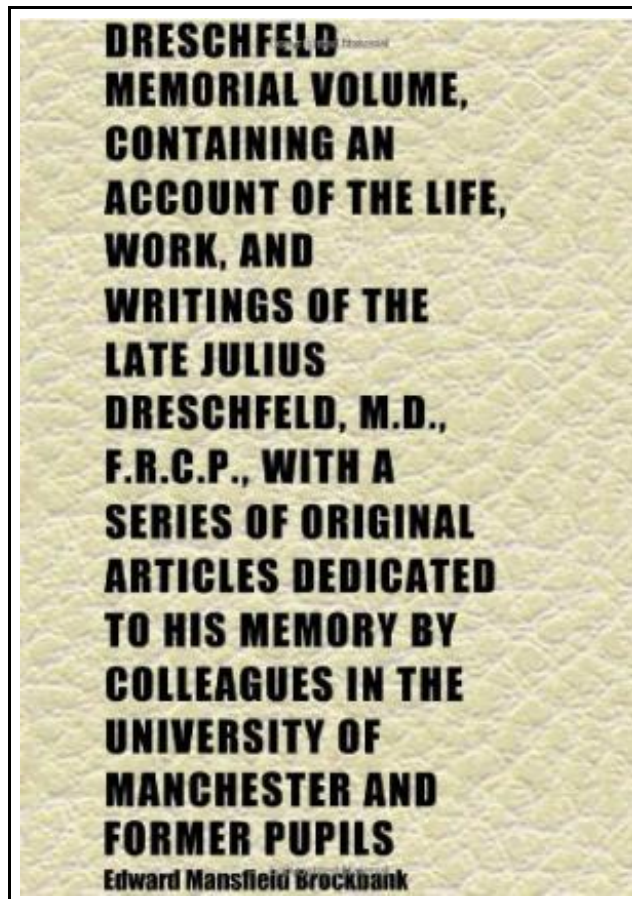 DRESCHFELD
MEMORIAL VOLUME,
CONTAINING AN
ACCOUNT OF THE LIFE,
WORK, AND
WRITINGS OF THE
LATE JULIUS
DRESCHFELD, M.D.,
F.R.C.P., WITH A
SERIES OF ORIGINAL
ARTICLES DEDICATED
TO HIS MEMORY BY
COLLEAGUES IN THE
UNIVERSITY OF
MANCHESTER AND
FORMER PUPILS
Edward Mansfield Brockbank